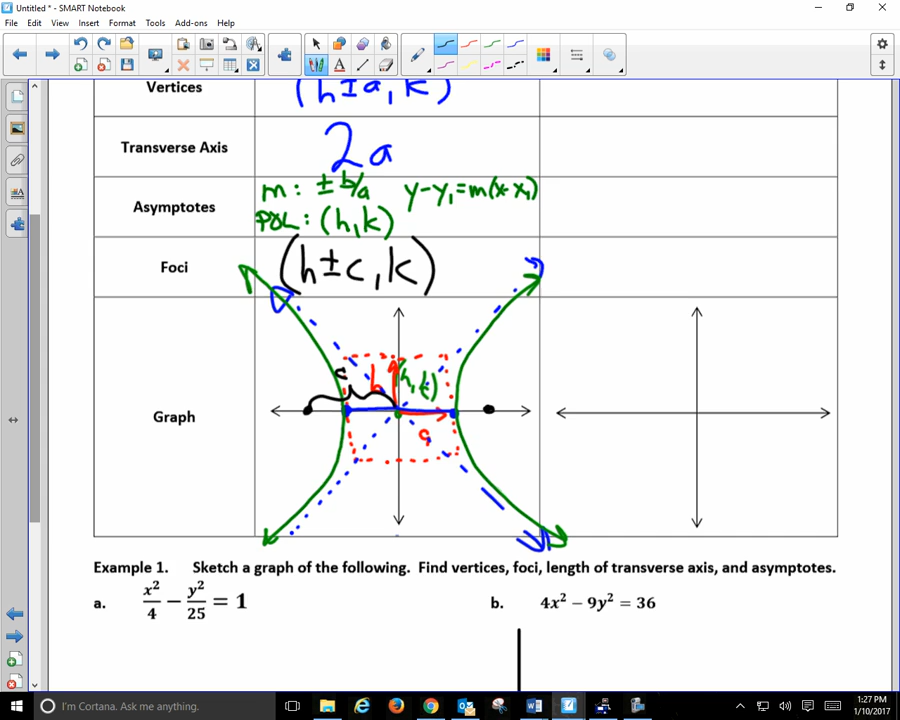 Untitled * - SMART Notebook
File Edit View Insert Format Tools Add-ons Help
Vertices (h±a, k)
Transverse Axis 2a
Asymptotes m: ± b/a y-y₁=m(x-x₁)
POC: (h,k)
Foci (h±c, k)
c b (h,k)
Graph
a
Example 1. Sketch a graph of the following. Find vertices, foci, length of transverse axis, and asymptotes.
a. x²/4 − y²/25 = 1 b. 4x² − 9y² = 36
I'm Cortana. Ask me anything.
1:27 PM
1/10/2017